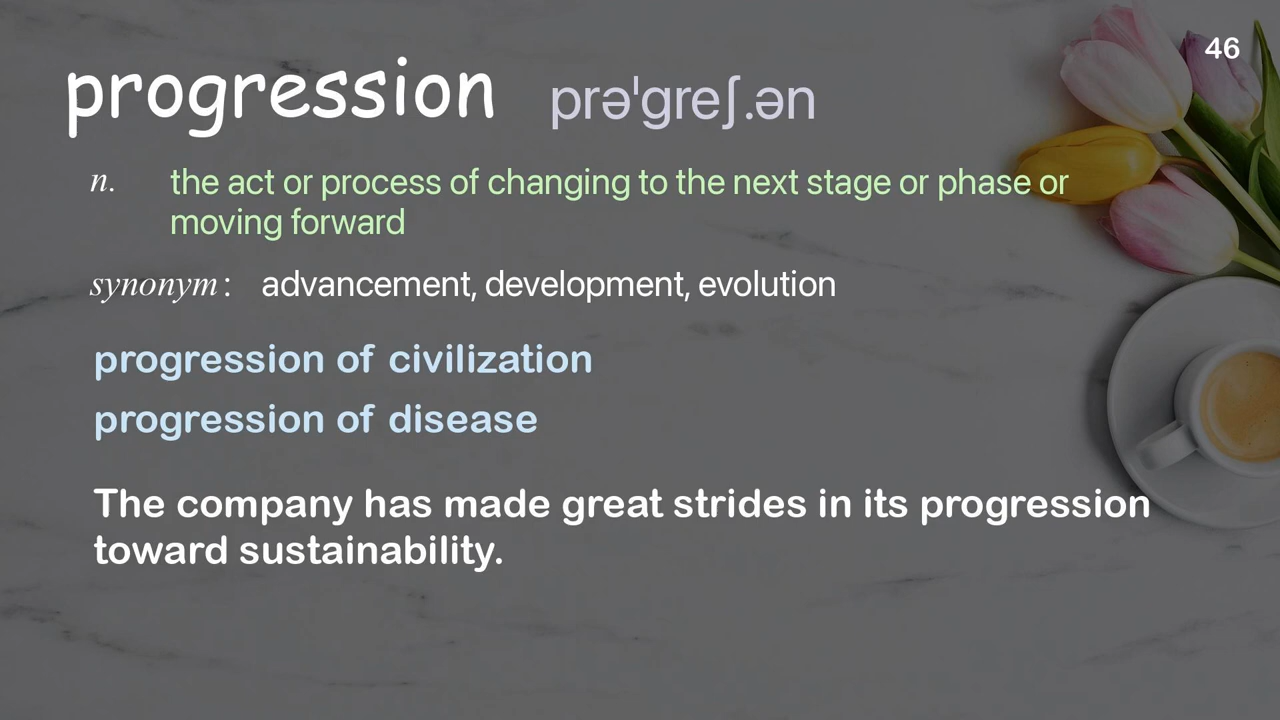 46
progression prəˈɡreʃ.ən
n. the act or process of changing to the next stage or phase or
moving forward
synonym : advancement, development, evolution
progression of civilization
progression of disease
The company has made great strides in its progression
toward sustainability.